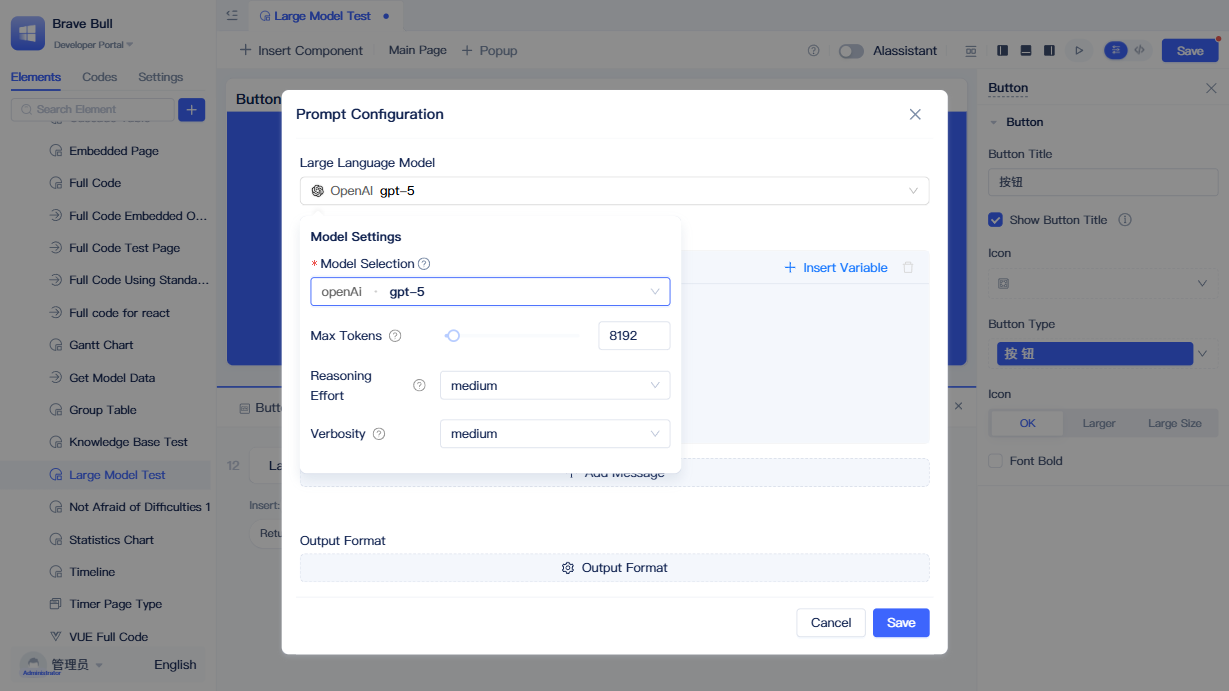 Brave Bull
Developer Portal
Large Model Test
Insert Component
Main Page
Popup
AIassistant
Save
Elements
Codes
Settings
Search Element
Embedded Page
Full Code
Full Code Embedded O...
Full Code Test Page
Full Code Using Standa...
Full code for react
Gantt Chart
Get Model Data
Group Table
Knowledge Base Test
Large Model Test
Not Afraid of Difficulties 1
Statistics Chart
Timeline
Timer Page Type
VUE Full Code
管理员
Administrator
English
Button
12
Insert:
Prompt Configuration
Large Language Model
OpenAI gpt-5
Model Settings
* Model Selection
openAi · gpt-5
Max Tokens
8192
Reasoning
Effort
medium
Verbosity
medium
Insert Variable
Add Message
Output Format
Output Format
Cancel
Save
Button
Button
Button Title
按钮
Show Button Title
Icon
Button Type
按 钮
Icon
OK
Larger
Large Size
Font Bold